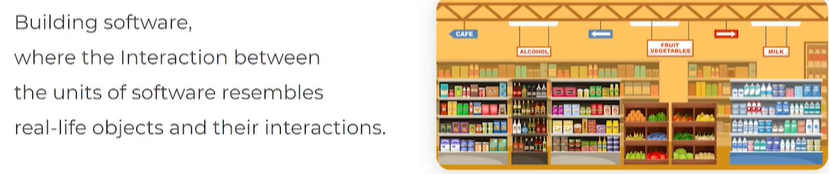 Building software,
where the Interaction between
the units of software resembles
real-life objects and their interactions.
CAFE
ALCOHOL
FRUIT
VEGETABLES
MILK